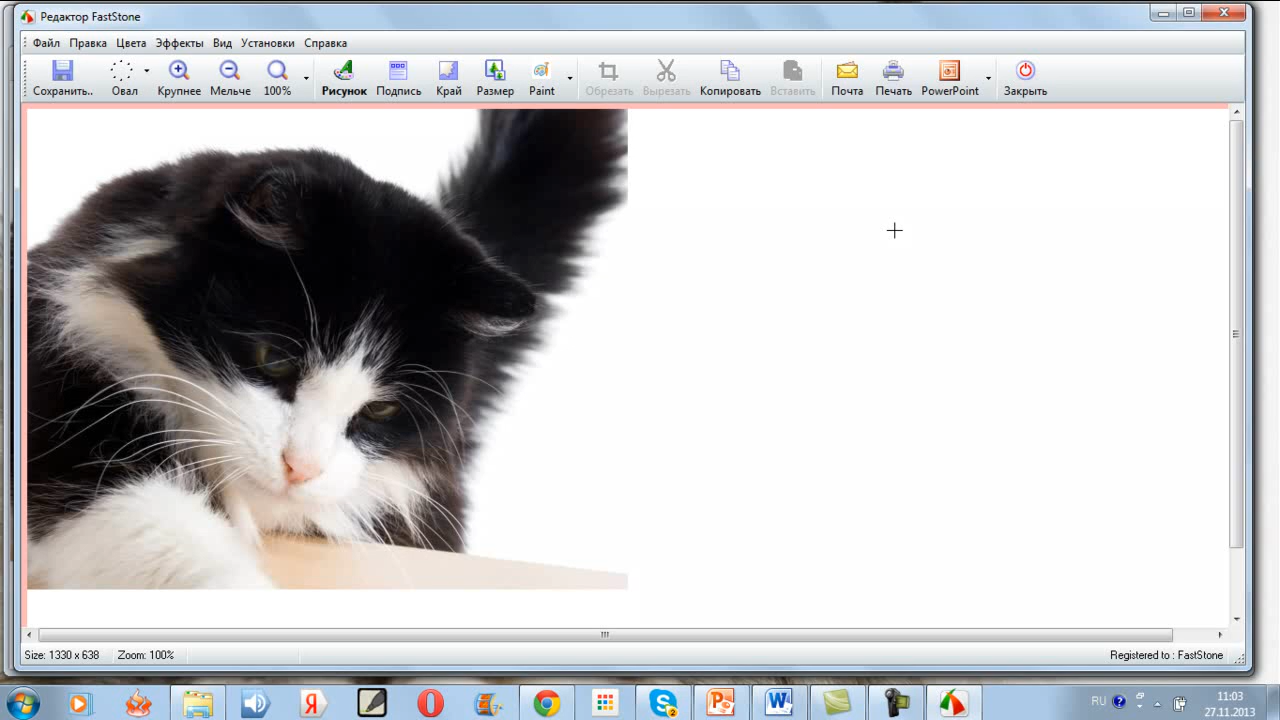 Редактор FastStone
Файл Правка Цвета Эффекты Вид Установки Справка
Сохранить.. Овал Крупнее Мельче 100% Рисунок Подпись Край Размер Paint Обрезать Вырезать Копировать Вставить Почта Печать PowerPoint Закрыть
Size: 1330 x 638 Zoom: 100% Registered to : FastStone
RU 11:03
27.11.2013